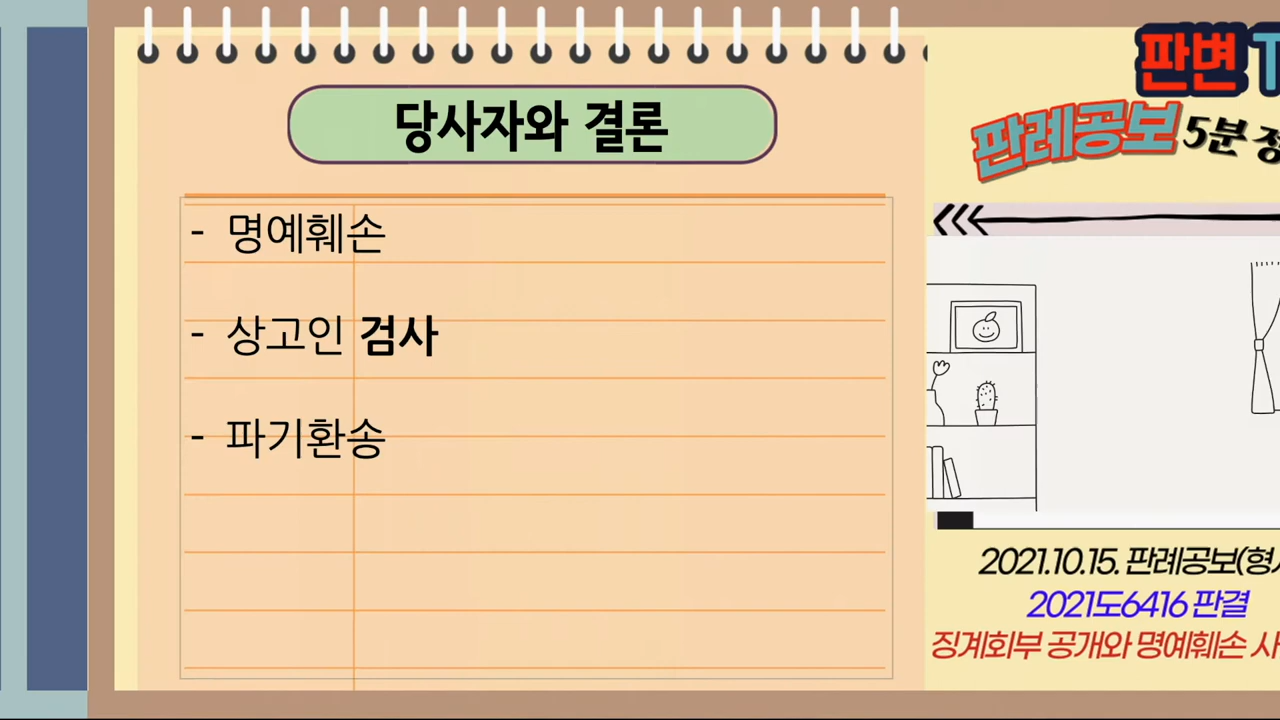 당사자와 결론
- 명예훼손
- 상고인 검사
- 파기환송
판변 T
판례공보 5분
2021.10.15. 판례공보(형
2021도6416 판결
징계회부 공개와 명예훼손 사